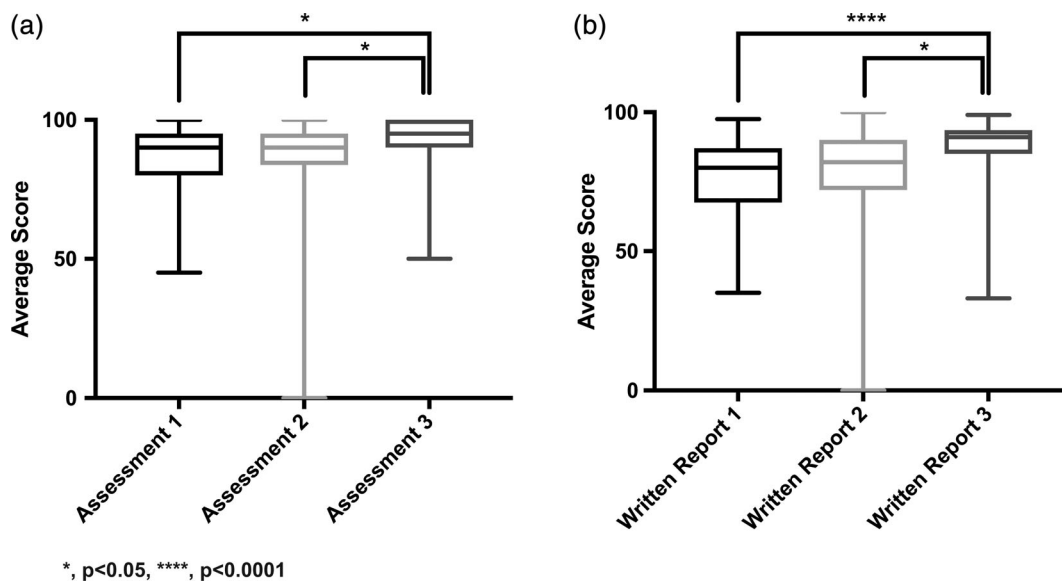 (a)
*
*
100
50
0
Average Score
Assessment 1
Assessment 2
Assessment 3
(b)
****
*
100
50
0
Average Score
Written Report 1
Written Report 2
Written Report 3
*, p<0.05, ****, p<0.0001